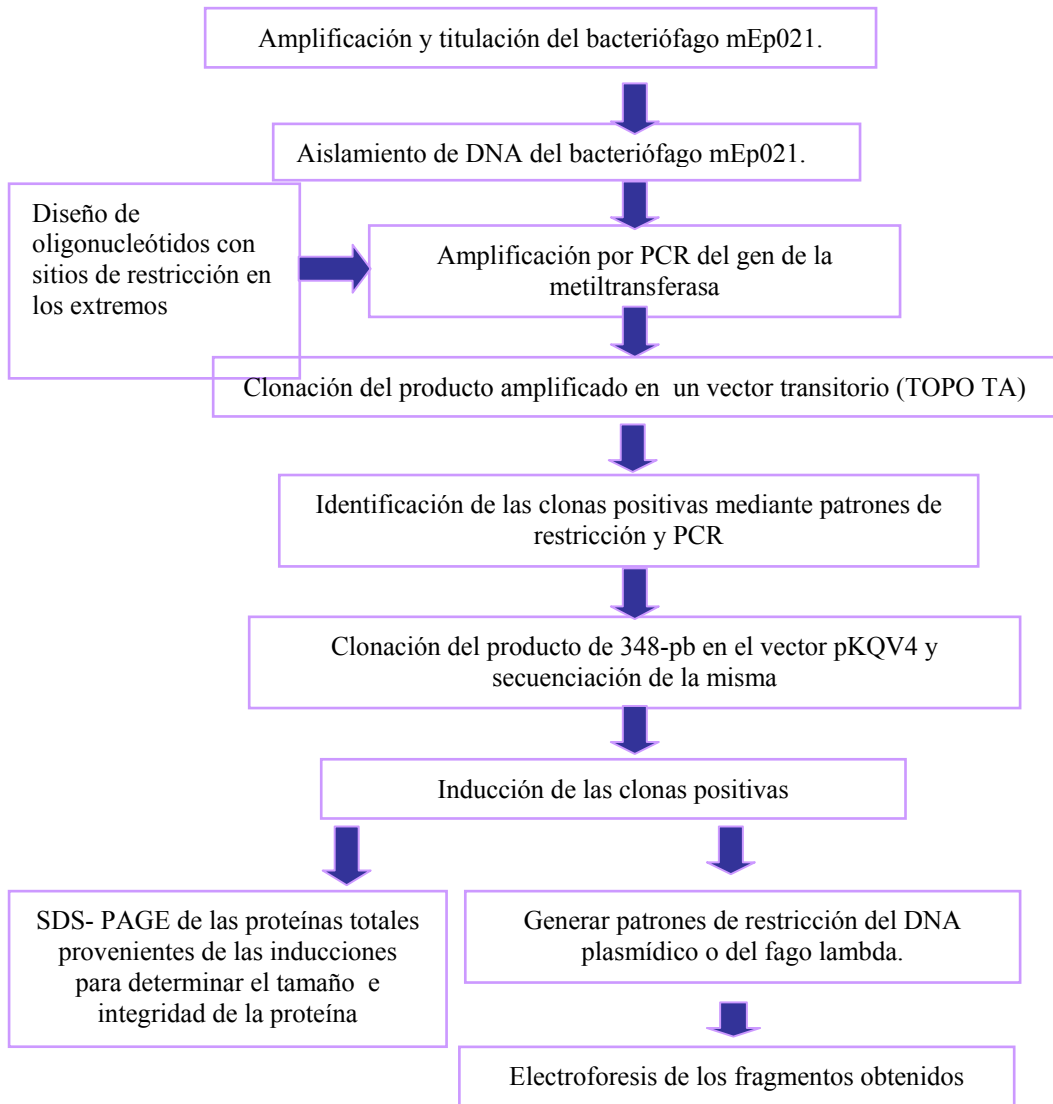 Amplificación y titulación del bacteriófago mEp021.
Aislamiento de DNA del bacteriófago mEp021.
Diseño de
oligonucleótidos con
sitios de restricción en
los extremos
Amplificación por PCR del gen de la
metiltransferasa
Clonación del producto amplificado en un vector transitorio (TOPO TA)
Identificación de las clonas positivas mediante patrones de
restricción y PCR
Clonación del producto de 348-pb en el vector pKQV4 y
secuenciación de la misma
Inducción de las clonas positivas
SDS- PAGE de las proteínas totales
provenientes de las inducciones
para determinar el tamaño e
integridad de la proteína
Generar patrones de restricción del DNA
plasmídico o del fago lambda.
Electroforesis de los fragmentos obtenidos